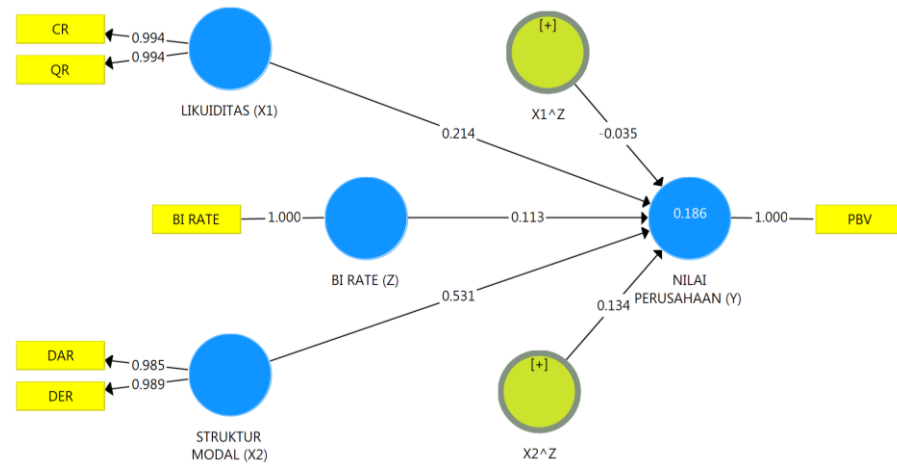 CR
0.994
0.994
QR
LIKUIDITAS (X1)
[+]
X1^Z
0.214
-0.035
BI RATE
1.000
BI RATE (Z)
0.113
0.186
NILAI
PERUSAHAAN (Y)
1.000
PBV
0.531
0.134
DAR
0.985
0.989
DER
STRUKTUR
MODAL (X2)
[+]
X2^Z